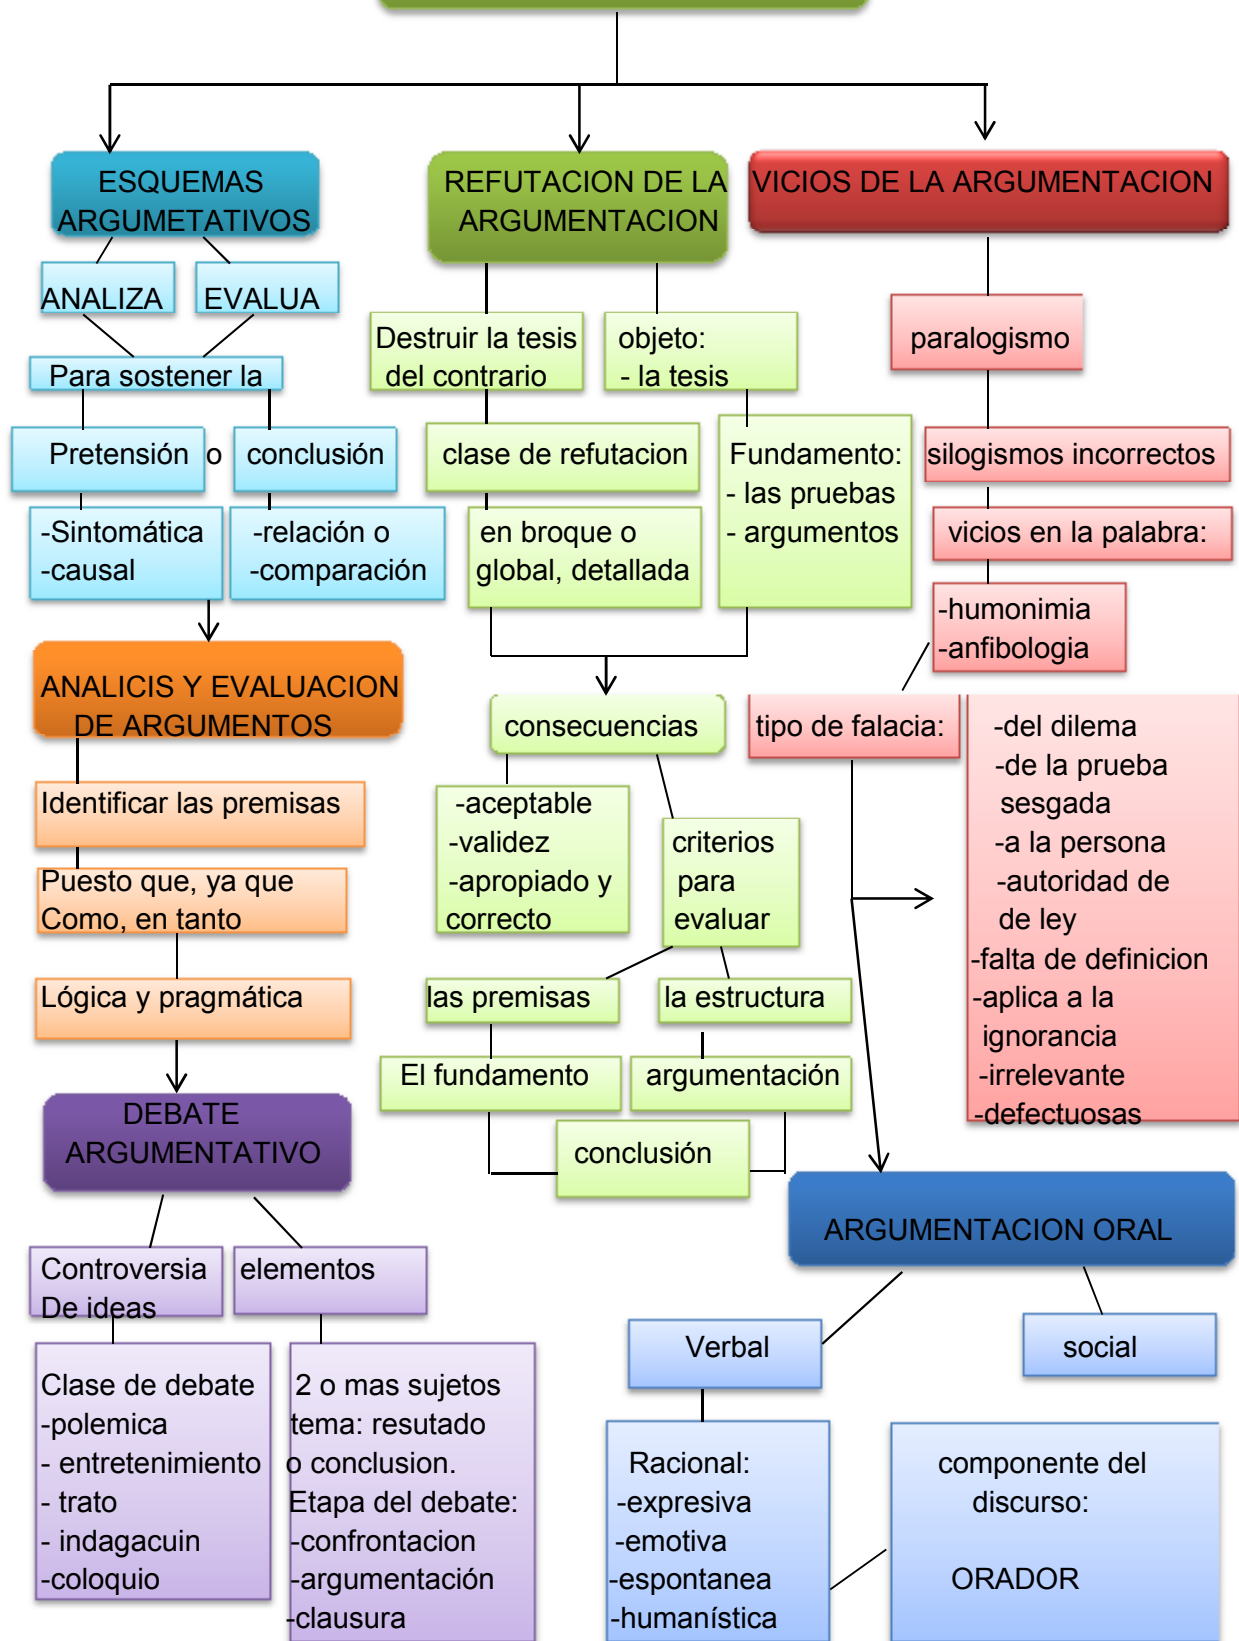 ESQUEMAS
ARGUMETATIVOS
REFUTACION DE LA
ARGUMENTACION
VICIOS DE LA ARGUMENTACION
ANALIZA
EVALUA
Para sostener la
Pretensión o
conclusión
-Sintomática
-causal
-relación o
-comparación
Destruir la tesis
del contrario
objeto:
- la tesis
clase de refutacion
Fundamento:
- las pruebas
- argumentos
en broque o
global, detallada
paralogismo
silogismos incorrectos
vicios en la palabra:
-humonimia
-anfibologia
ANALICIS Y EVALUACION
DE ARGUMENTOS
Identificar las premisas
Puesto que, ya que
Como, en tanto
Lógica y pragmática
consecuencias
-aceptable
-validez
-apropiado y
correcto
criterios
para
evaluar
las premisas
la estructura
El fundamento
argumentación
conclusión
tipo de falacia:
-del dilema
-de la prueba
sesgada
-a la persona
-autoridad de
de ley
-falta de definicion
-aplica a la
ignorancia
-irrelevante
-defectuosas
DEBATE
ARGUMENTATIVO
Controversia
De ideas
elementos
Clase de debate
-polemica
- entretenimiento
- trato
- indagacuin
-coloquio
2 o mas sujetos
tema: resutado
o conclusion.
Etapa del debate:
-confrontacion
-argumentación
-clausura
ARGUMENTACION ORAL
Verbal
social
Racional:
-expresiva
-emotiva
-espontanea
-humanística
componente del
discurso:
ORADOR